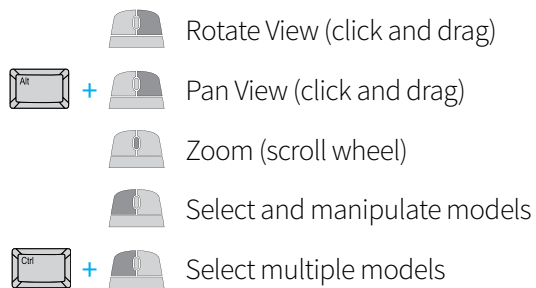 Rotate View (click and drag)
Alt + Pan View (click and drag)
Zoom (scroll wheel)
Select and manipulate models
Ctrl + Select multiple models